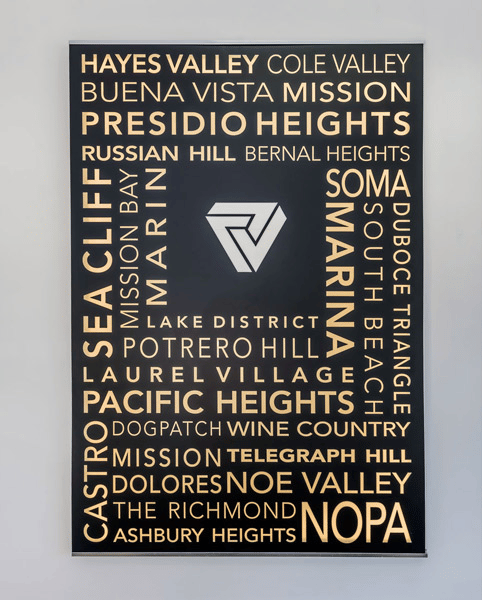 HAYES VALLEY COLE VALLEY
BUENA VISTA MISSION
PRESIDIO HEIGHTS
RUSSIAN HILL BERNAL HEIGHTS
SEA CLIFF
MISSION BAY
MARIN
SOMA
MARINA
SOUTH BEACH
DUBOCE TRIANGLE
LAKE DISTRICT
POTRERO HILL
LAUREL VILLAGE
PACIFIC HEIGHTS
CASTRO
DOGPATCH WINE COUNTRY
MISSION TELEGRAPH HILL
DOLORES NOE VALLEY
THE RICHMOND
ASHBURY HEIGHTS
NOPA